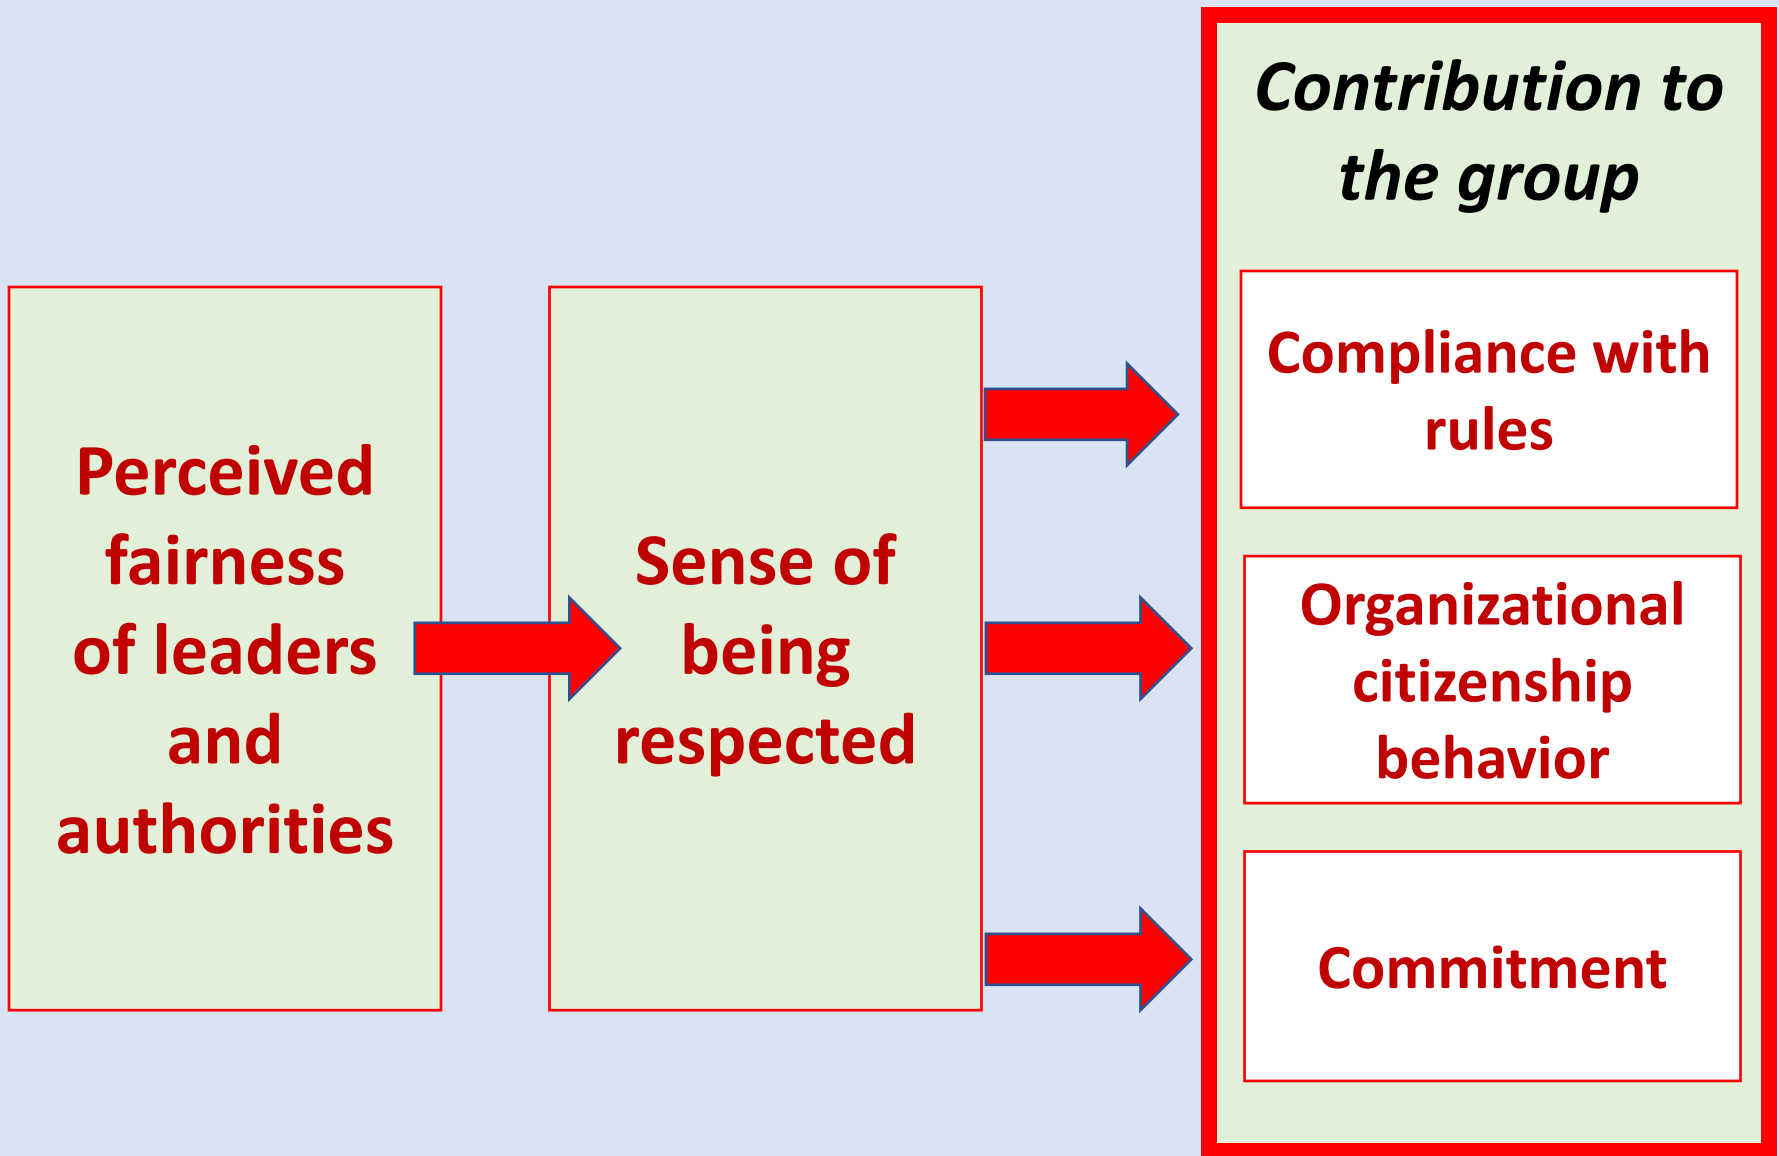 Contribution to
the group
Perceived
fairness
of leaders
and
authorities
Sense of
being
respected
Compliance with
rules
Organizational
citizenship
behavior
Commitment